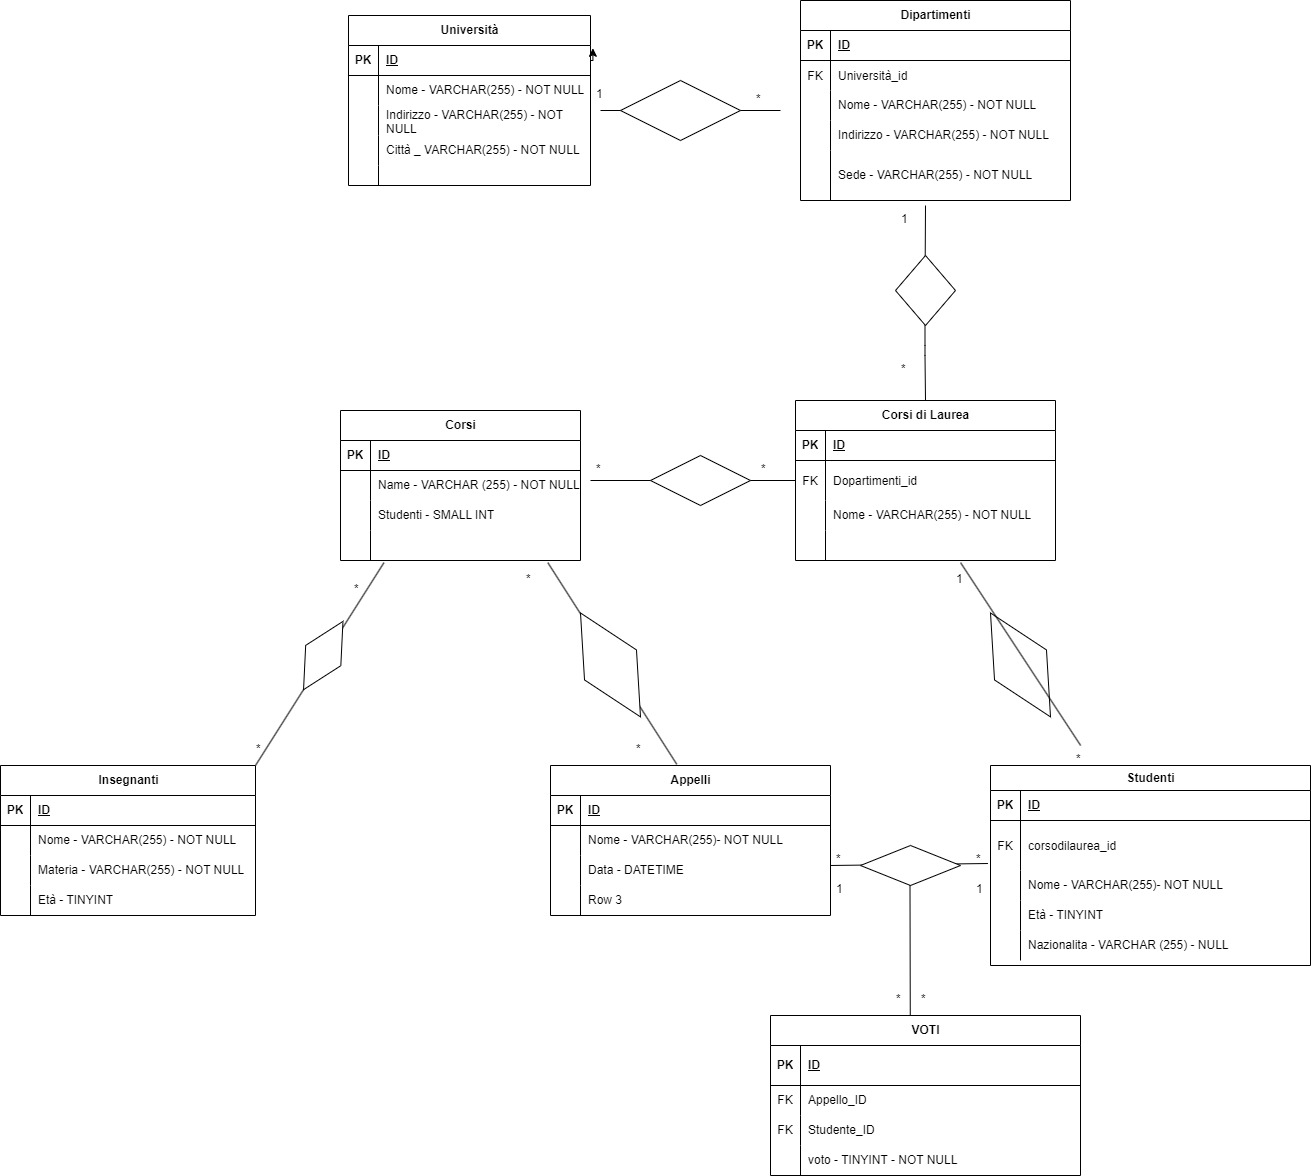 Università
PK ID
Nome - VARCHAR(255) - NOT NULL
Indirizzo - VARCHAR(255) - NOT
NULL
Città _ VARCHAR(255) - NOT NULL
1
*
Dipartimenti
PK ID
FK Università_id
Nome - VARCHAR(255) - NOT NULL
Indirizzo - VARCHAR(255) - NOT NULL
Sede - VARCHAR(255) - NOT NULL
1
*
Corsi
PK ID
Name - VARCHAR (255) - NOT NULL
Studenti - SMALL INT
*
*
Corsi di Laurea
PK ID
FK Dopartimenti_id
Nome - VARCHAR(255) - NOT NULL
*
*
1
*
*
*
Insegnanti
PK ID
Nome - VARCHAR(255) - NOT NULL
Materia - VARCHAR(255) - NOT NULL
Età - TINYINT
Appelli
PK ID
Nome - VARCHAR(255)- NOT NULL
Data - DATETIME
Row 3
*
*
1
1
Studenti
PK ID
FK corsodilaurea_id
Nome - VARCHAR(255)- NOT NULL
Età - TINYINT
Nazionalita - VARCHAR (255) - NULL
*
*
VOTI
PK ID
FK Appello_ID
FK Studente_ID
voto - TINYINT - NOT NULL